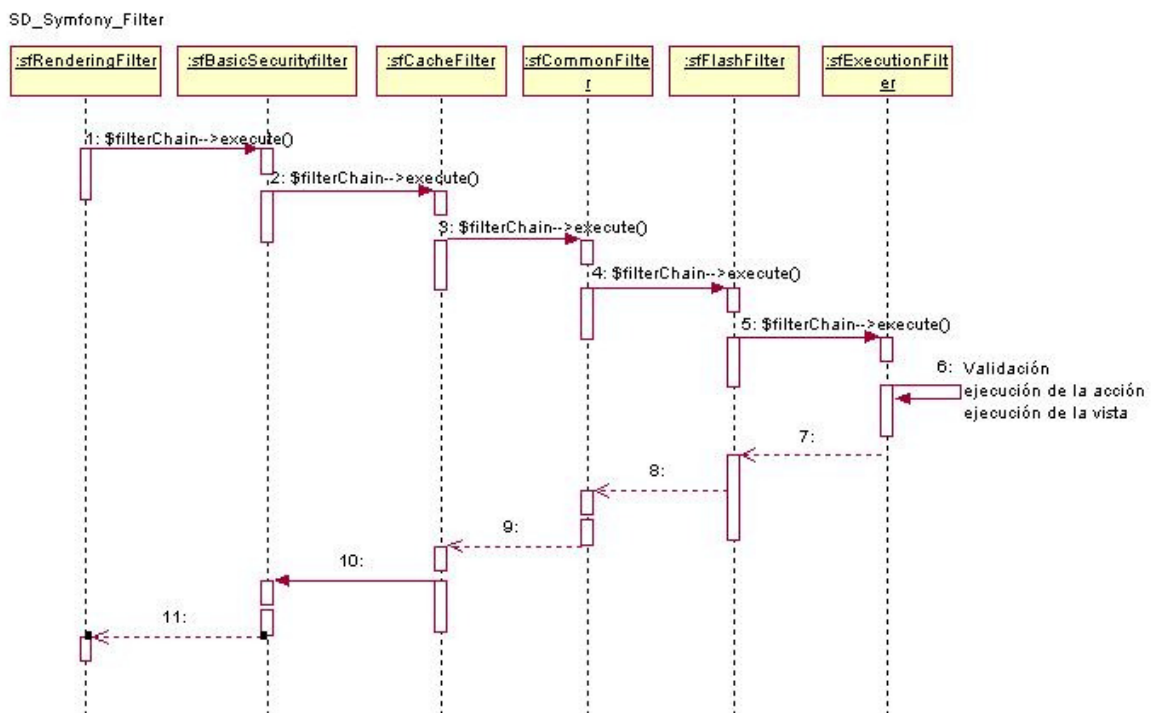 SD_Symfony_Filter
:sfRenderingFilter
:sfBasicSecurityfilter
:sfCacheFilter
:sfCommonFilte
r
:sfFlashFilter
:sfExecutionFilt
er
1: $filterChain-->execute()
2: $filterChain-->execute()
3: $filterChain-->execute()
4: $filterChain-->execute()
5: $filterChain-->execute()
6: Validación
ejecución de la acción
ejecución de la vista
7:
8:
9:
10:
11: